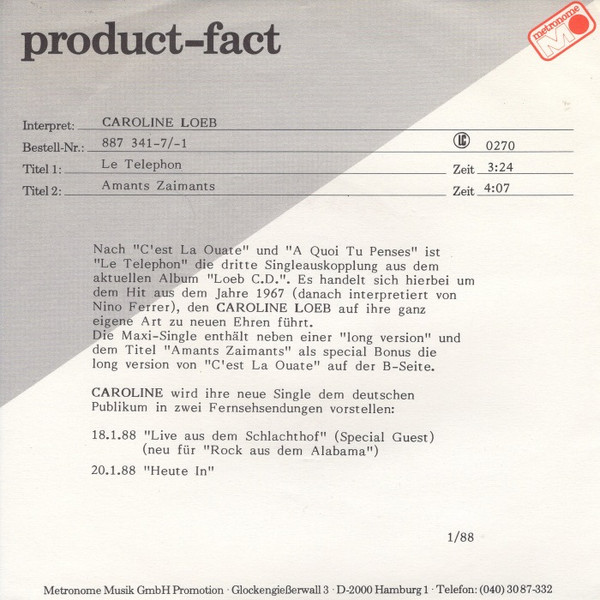 product-fact
metronome
M
Interpret: CAROLINE LOEB
Bestell-Nr.: 887 341-7/-1 LC 0270
Titel 1: Le Telephon Zeit 3:24
Titel 2: Amants Zaimants Zeit 4:07
Nach "C'est La Ouate" und "A Quoi Tu Penses" ist
"Le Telephon" die dritte Singleauskopplung aus dem
aktuellen Album "Loeb C.D.". Es handelt sich hierbei um
dem Hit aus dem Jahre 1967 (danach interpretiert von
Nino Ferrer), den CAROLINE LOEB auf ihre ganz
eigene Art zu neuen Ehren führt.
Die Maxi-Single enthält neben einer "long version" und
dem Titel "Amants Zaimants" als special Bonus die
long version von "C'est La Ouate" auf der B-Seite.
CAROLINE wird ihre neue Single dem deutschen
Publikum in zwei Fernsehsendungen vorstellen:
18.1.88 "Live aus dem Schlachthof" (Special Guest)
(neu für "Rock aus dem Alabama")
20.1.88 "Heute In"
1/88
Metronome Musik GmbH Promotion · Glockengießerwall 3 · D-2000 Hamburg 1 · Telefon: (040) 30 87-332